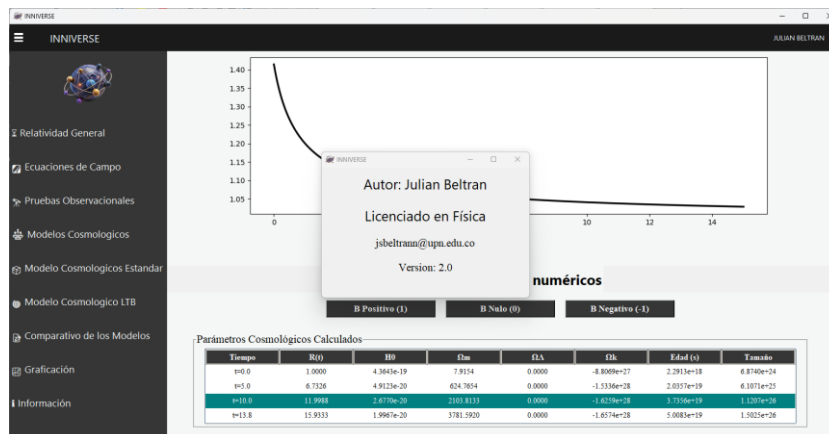 INNIVERSE
INNIVERSE
JULIAN BELTRAN
Relatividad General
Ecuaciones de Campo
Pruebas Observacionales
Modelos Cosmologicos
Modelo Cosmologicos Estandar
Modelo Cosmologico LTB
Comparativo de los Modelos
Graficación
Información
1.40
1.35
1.30
1.25
1.20
1.15
1.10
1.05
0
10
12
14
INNIVERSE
Autor: Julian Beltran
Licenciado en Física
jsbeltrann@upn.edu.co
Version: 2.0
numéricos
B Positivo (1) B Nulo (0) B Negativo (-1)
Parámetros Cosmológicos Calculados
Tiempo R(t) H0 Ωm ΩΛ Ωk Edad (s) Tamaño
t=0.0 1.0000 4.3643e-19 7.9154 0.0000 -8.8069e+27 2.2913e+18 6.8740e+24
t=5.0 6.7326 4.9123e-20 624.7654 0.0000 -1.5336e+28 2.0357e+19 6.1071e+25
t=10.0 11.9988 2.6770e-20 2103.8133 0.0000 -1.6259e+28 3.7356e+19 1.1207e+26
t=13.8 15.9333 1.9967e-20 3781.5920 0.0000 -1.6574e+28 5.0083e+19 1.5025e+26